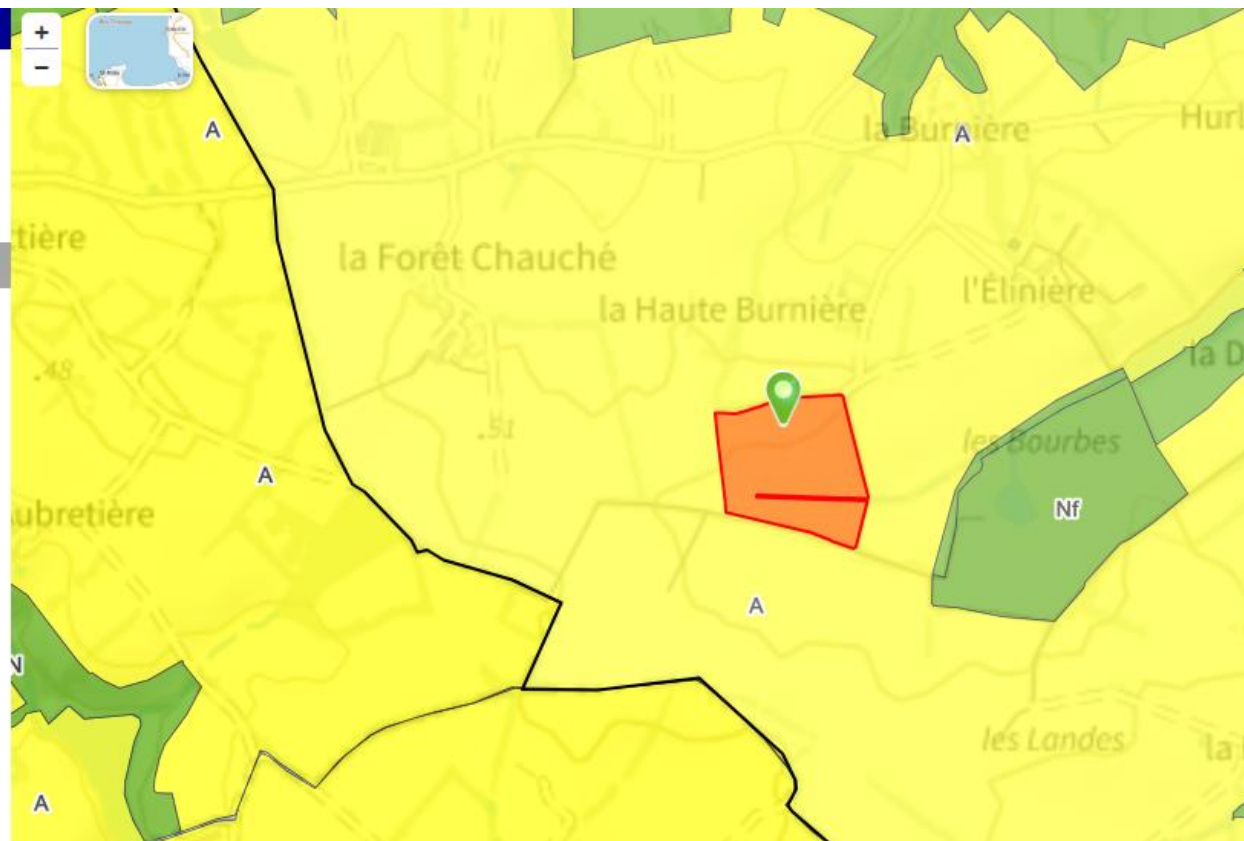 +
−
A
la Burnière
A
Hurl
tière
la Forêt Chauché
l'Élinière
la Haute Burnière
.48
la D
.51
les Bourbes
A
Nf
ubretière
A
N
les Landes
la
A